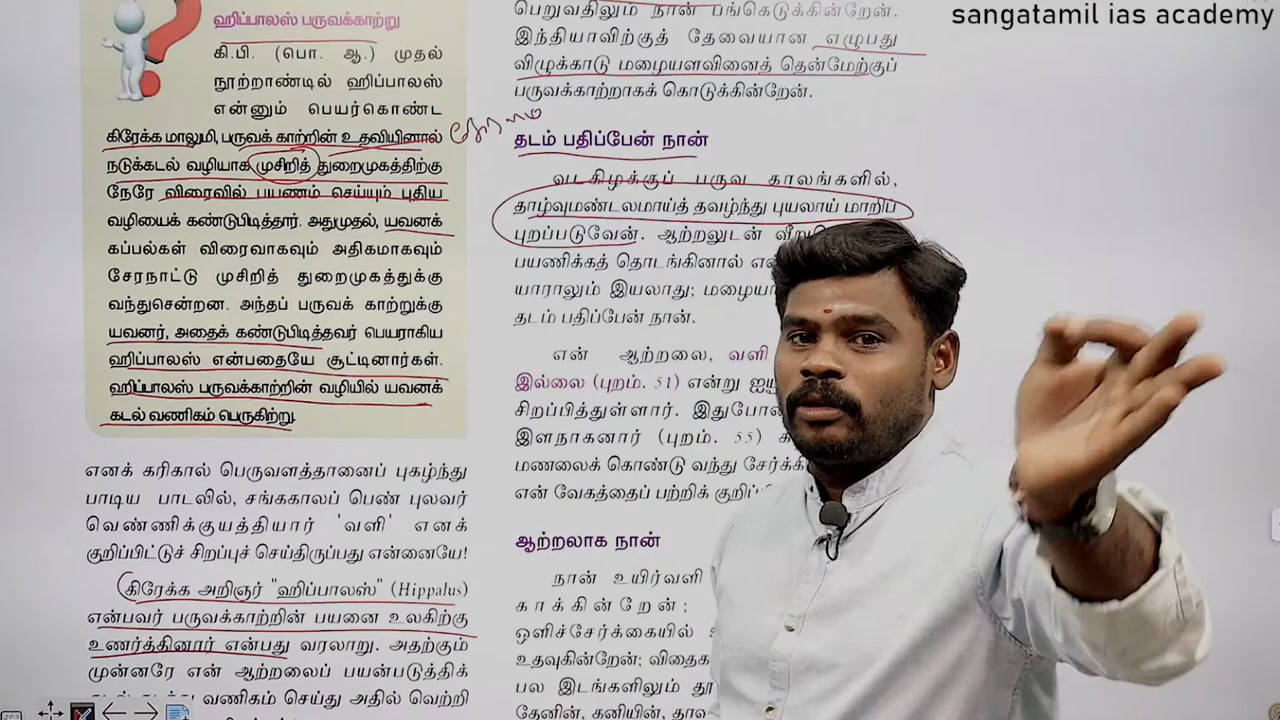 sangatamil ias academy
ஹிப்பாலஸ் பருவக்காற்று
கி.பி. (பொ. ஆ.) முதல்
நூற்றாண்டில் ஹிப்பாலஸ்
என்னும் பெயர்கொண்ட
கிரேக்க மாலுமி, பருவக் காற்றின் உதவியினால்
நடுக்கடல் வழியாக முசிறித் துறைமுகத்திற்கு
நேரே விரைவில் பயணம் செய்யும் புதிய
வழியைக் கண்டுபிடித்தார். அதுமுதல், யவனக்
கப்பல்கள் விரைவாகவும் அதிகமாகவும்
சேரநாட்டு முசிறித் துறைமுகத்துக்கு
வந்துசென்றன. அந்தப் பருவக் காற்றுக்கு
யவனர், அதைக் கண்டுபிடித்தவர் பெயராகிய
ஹிப்பாலஸ் என்பதையே சூட்டினார்கள்.
ஹிப்பாலஸ் பருவக்காற்றின் வழியில் யவனக்
கடல் வணிகம் பெருகிற்று.
எனக் கரிகால் பெருவளத்தானைப் புகழ்ந்து
பாடிய பாடலில், சங்ககாலப் பெண் புலவர்
வெண்ணிக்குயத்தியார் 'வளி' எனக்
குறிப்பிட்டுச் சிறப்புச் செய்திருப்பது என்னையே!
கிரேக்க அறிஞர் "ஹிப்பாலஸ்" (Hippalus)
என்பவர் பருவக்காற்றின் பயனை உலகிற்கு
உணர்த்தினார் என்பது வரலாறு. அதற்கும்
முன்னரே என் ஆற்றலைப் பயன்படுத்திக்
வணிகம் செய்து அதில் வெற்றி
பெறுவதிலும் நான் பங்கெடுக்கின்றேன்.
இந்தியாவிற்குத் தேவையான எழுபது
விழுக்காடு மழையளவினைத் தென்மேற்குப்
பருவக்காற்றாகக் கொடுக்கின்றேன்.
தடம் பதிப்பேன் நான்
வடகிழக்குப் பருவ காலங்களில்,
தாழ்வுமண்டலமாய்த் தவழ்ந்து புயலாய் மாறிப்
புறப்படுவேன். ஆற்றலுடன்
பயணிக்கத் தொடங்கினால்
யாராலும் இயலாது;
தடம் பதிப்பேன் நான்.
என் ஆற்றலை, வளி
இல்லை (புறம். 51) என்று
சிறப்பித்துள்ளார்.
இளநாகனார் (புறம். 55)
மணலைக் கொண்டு வந்து
என் வேகத்தைப் பற்றிக்
ஆற்றலாக நான்
நான் உயிர்வளி
காக்கின்றேன்;
ஒளிச்சேர்க்கையில்
உதவுகின்றேன்;
பல இடங்களிலும்
தேனின், கனியின்,